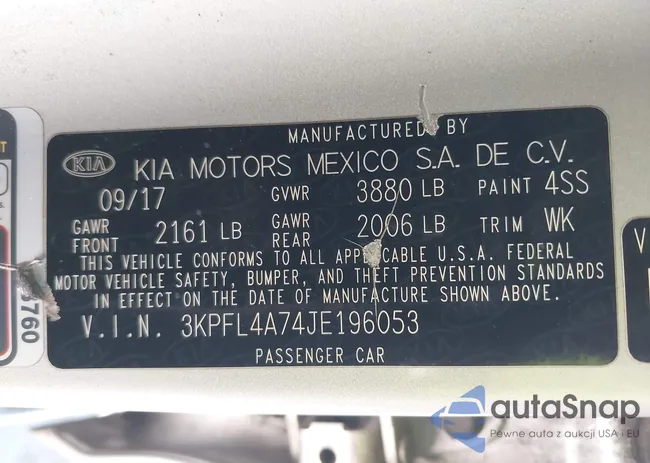 MANUFACTURED BY
KIA KIA MOTORS MEXICO S.A. DE C.V.
09/17 GVWR 3880 LB PAINT 4SS
GAWR FRONT 2161 LB GAWR REAR 2006 LB TRIM WK
THIS VEHICLE CONFORMS TO ALL APPLICABLE U.S.A. FEDERAL
MOTOR VEHICLE SAFETY, BUMPER, AND THEFT PREVENTION STANDARDS
IN EFFECT ON THE DATE OF MANUFACTURE SHOWN ABOVE.
V.I.N. 3KPFL4A74JE196053
PASSENGER CAR
3760
autoSnap
Pewne auta z aukcji USA i EU